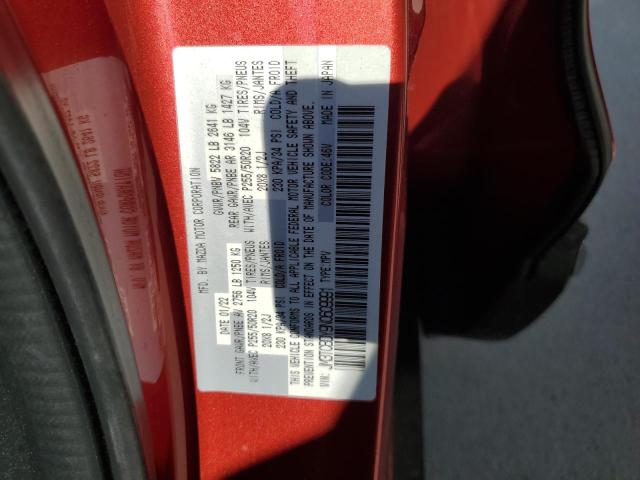 MFD. BY MAZDA MOTOR CORPORATION
DATE 01/22 GVWR/PNBV 5822 LB 2641 KG
FRONT GAWR/PNBE AV 2756 LB 1250 KG REAR GAWR/PNBE AR 3146 LB 1427 KG
WITH/AVEC P255/50R20 104V TIRES/PNEUS WITH/AVEC P255/50R20 104V TIRES/PNEUS
20X8 1/2J RIMS/JANTES 20X8 1/2J RIMS/JANTES
230 KPA/34 PSI COLD/A FROID 230 KPA/34 PSI COLD/A FROID
THIS VEHICLE CONFORMS TO ALL APPLICABLE FEDERAL MOTOR VEHICLE SAFETY AND THEFT
PREVENTION STANDARDS IN EFFECT ON THE DATE OF MANUFACTURE SHOWN ABOVE.
VIN: TYPE:MPV COLOR CODE:46V MADE IN JAPAN